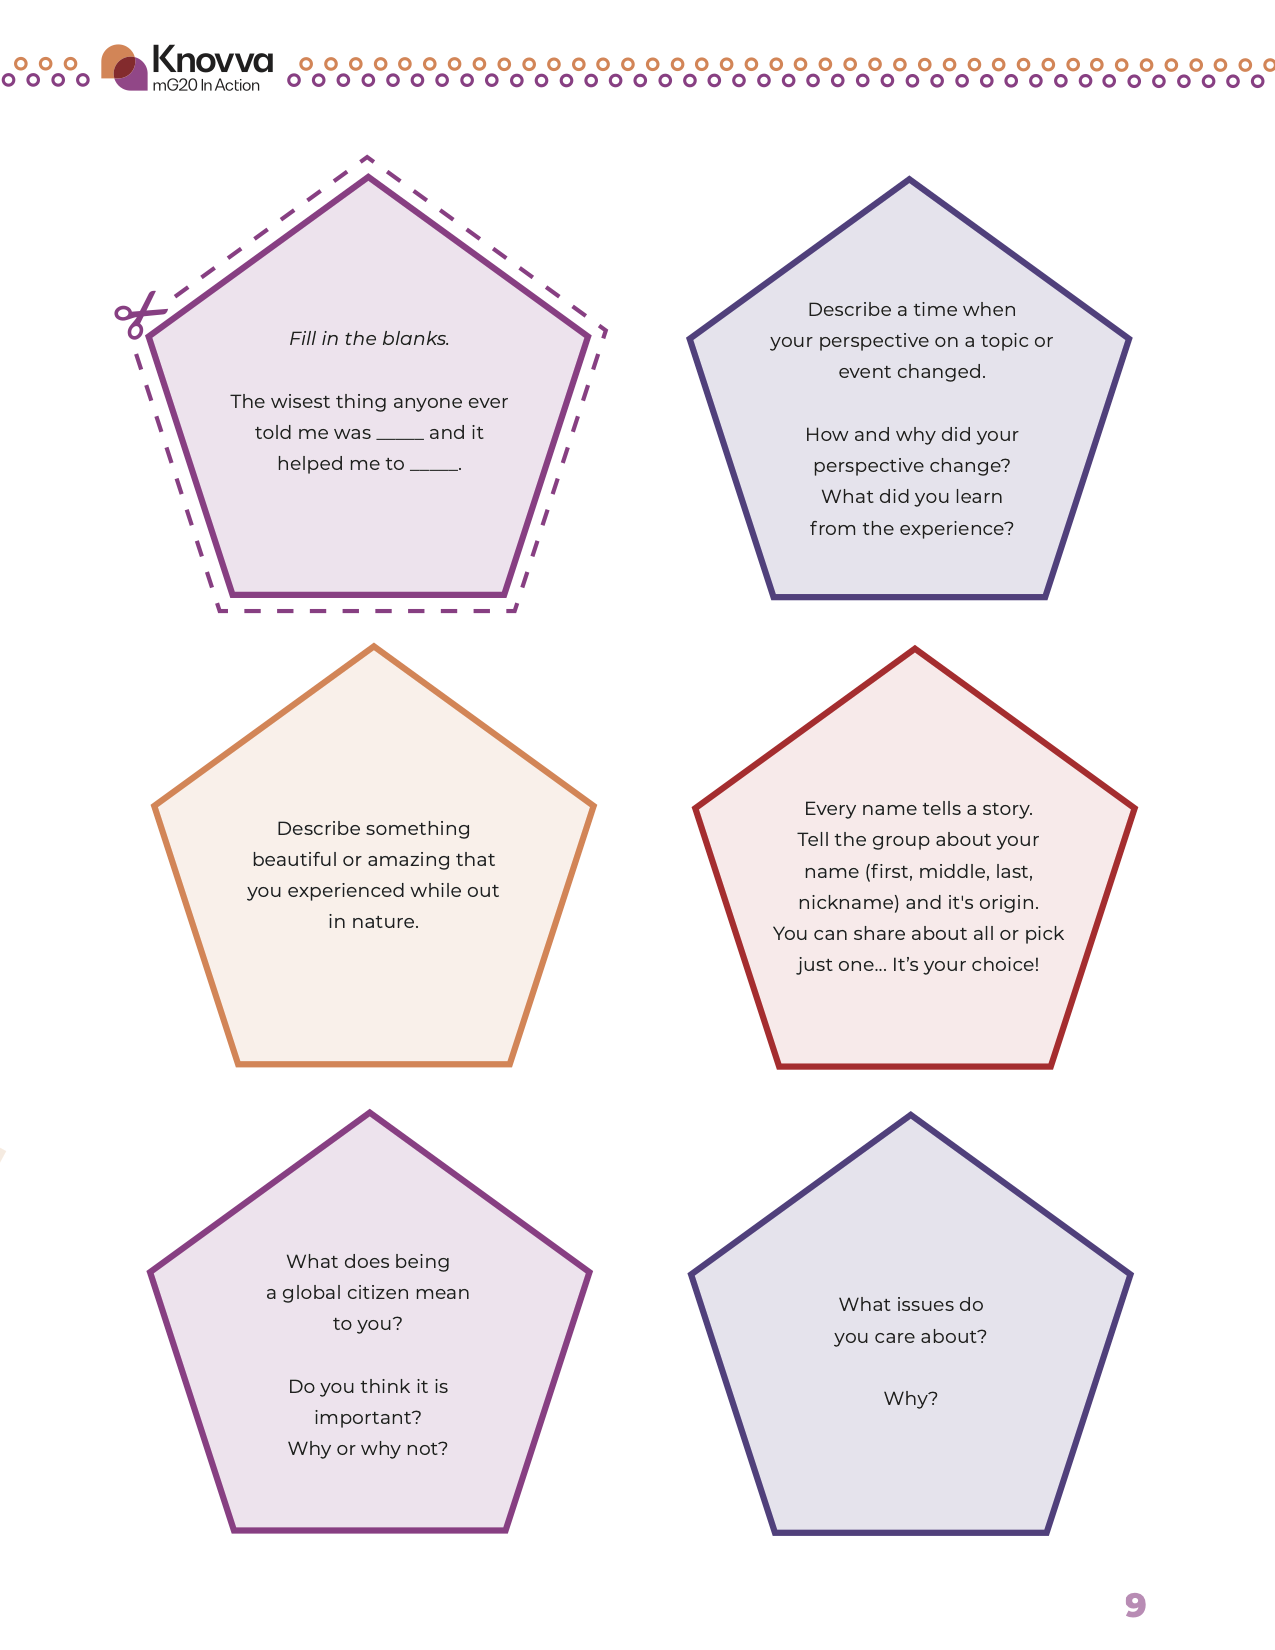 Knovva
mG20 In Action
Fill in the blanks.
The wisest thing anyone ever
told me was _____ and it
helped me to _____.
Describe a time when
your perspective on a topic or
event changed.
How and why did your
perspective change?
What did you learn
from the experience?
Describe something
beautiful or amazing that
you experienced while out
in nature.
Every name tells a story.
Tell the group about your
name (first, middle, last,
nickname) and it's origin.
You can share about all or pick
just one... It’s your choice!
What does being
a global citizen mean
to you?
Do you think it is
important?
Why or why not?
What issues do
you care about?
Why?
9